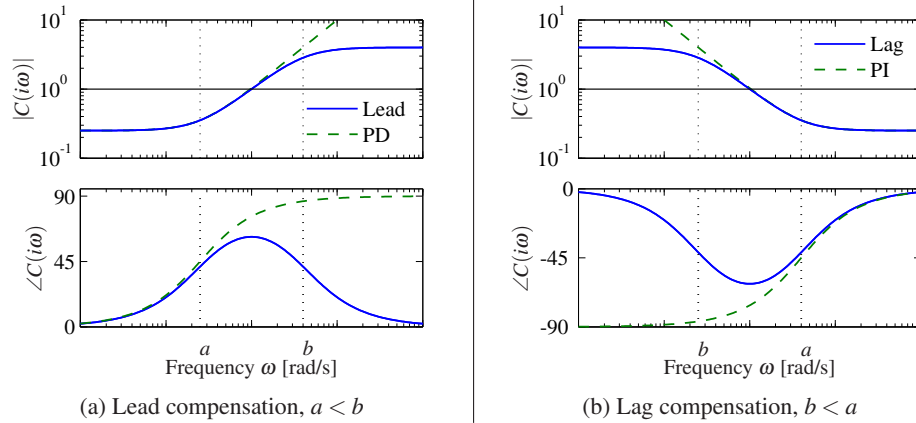 10^1
10^0
10^{-1}
|C(iω)|
Lead
PD
90
45
0
∠C(iω)
a
b
Frequency ω [rad/s]
(a) Lead compensation, a < b
10^1
10^0
10^{-1}
|C(iω)|
Lag
PI
0
-45
-90
∠C(iω)
b
a
Frequency ω [rad/s]
(b) Lag compensation, b < a